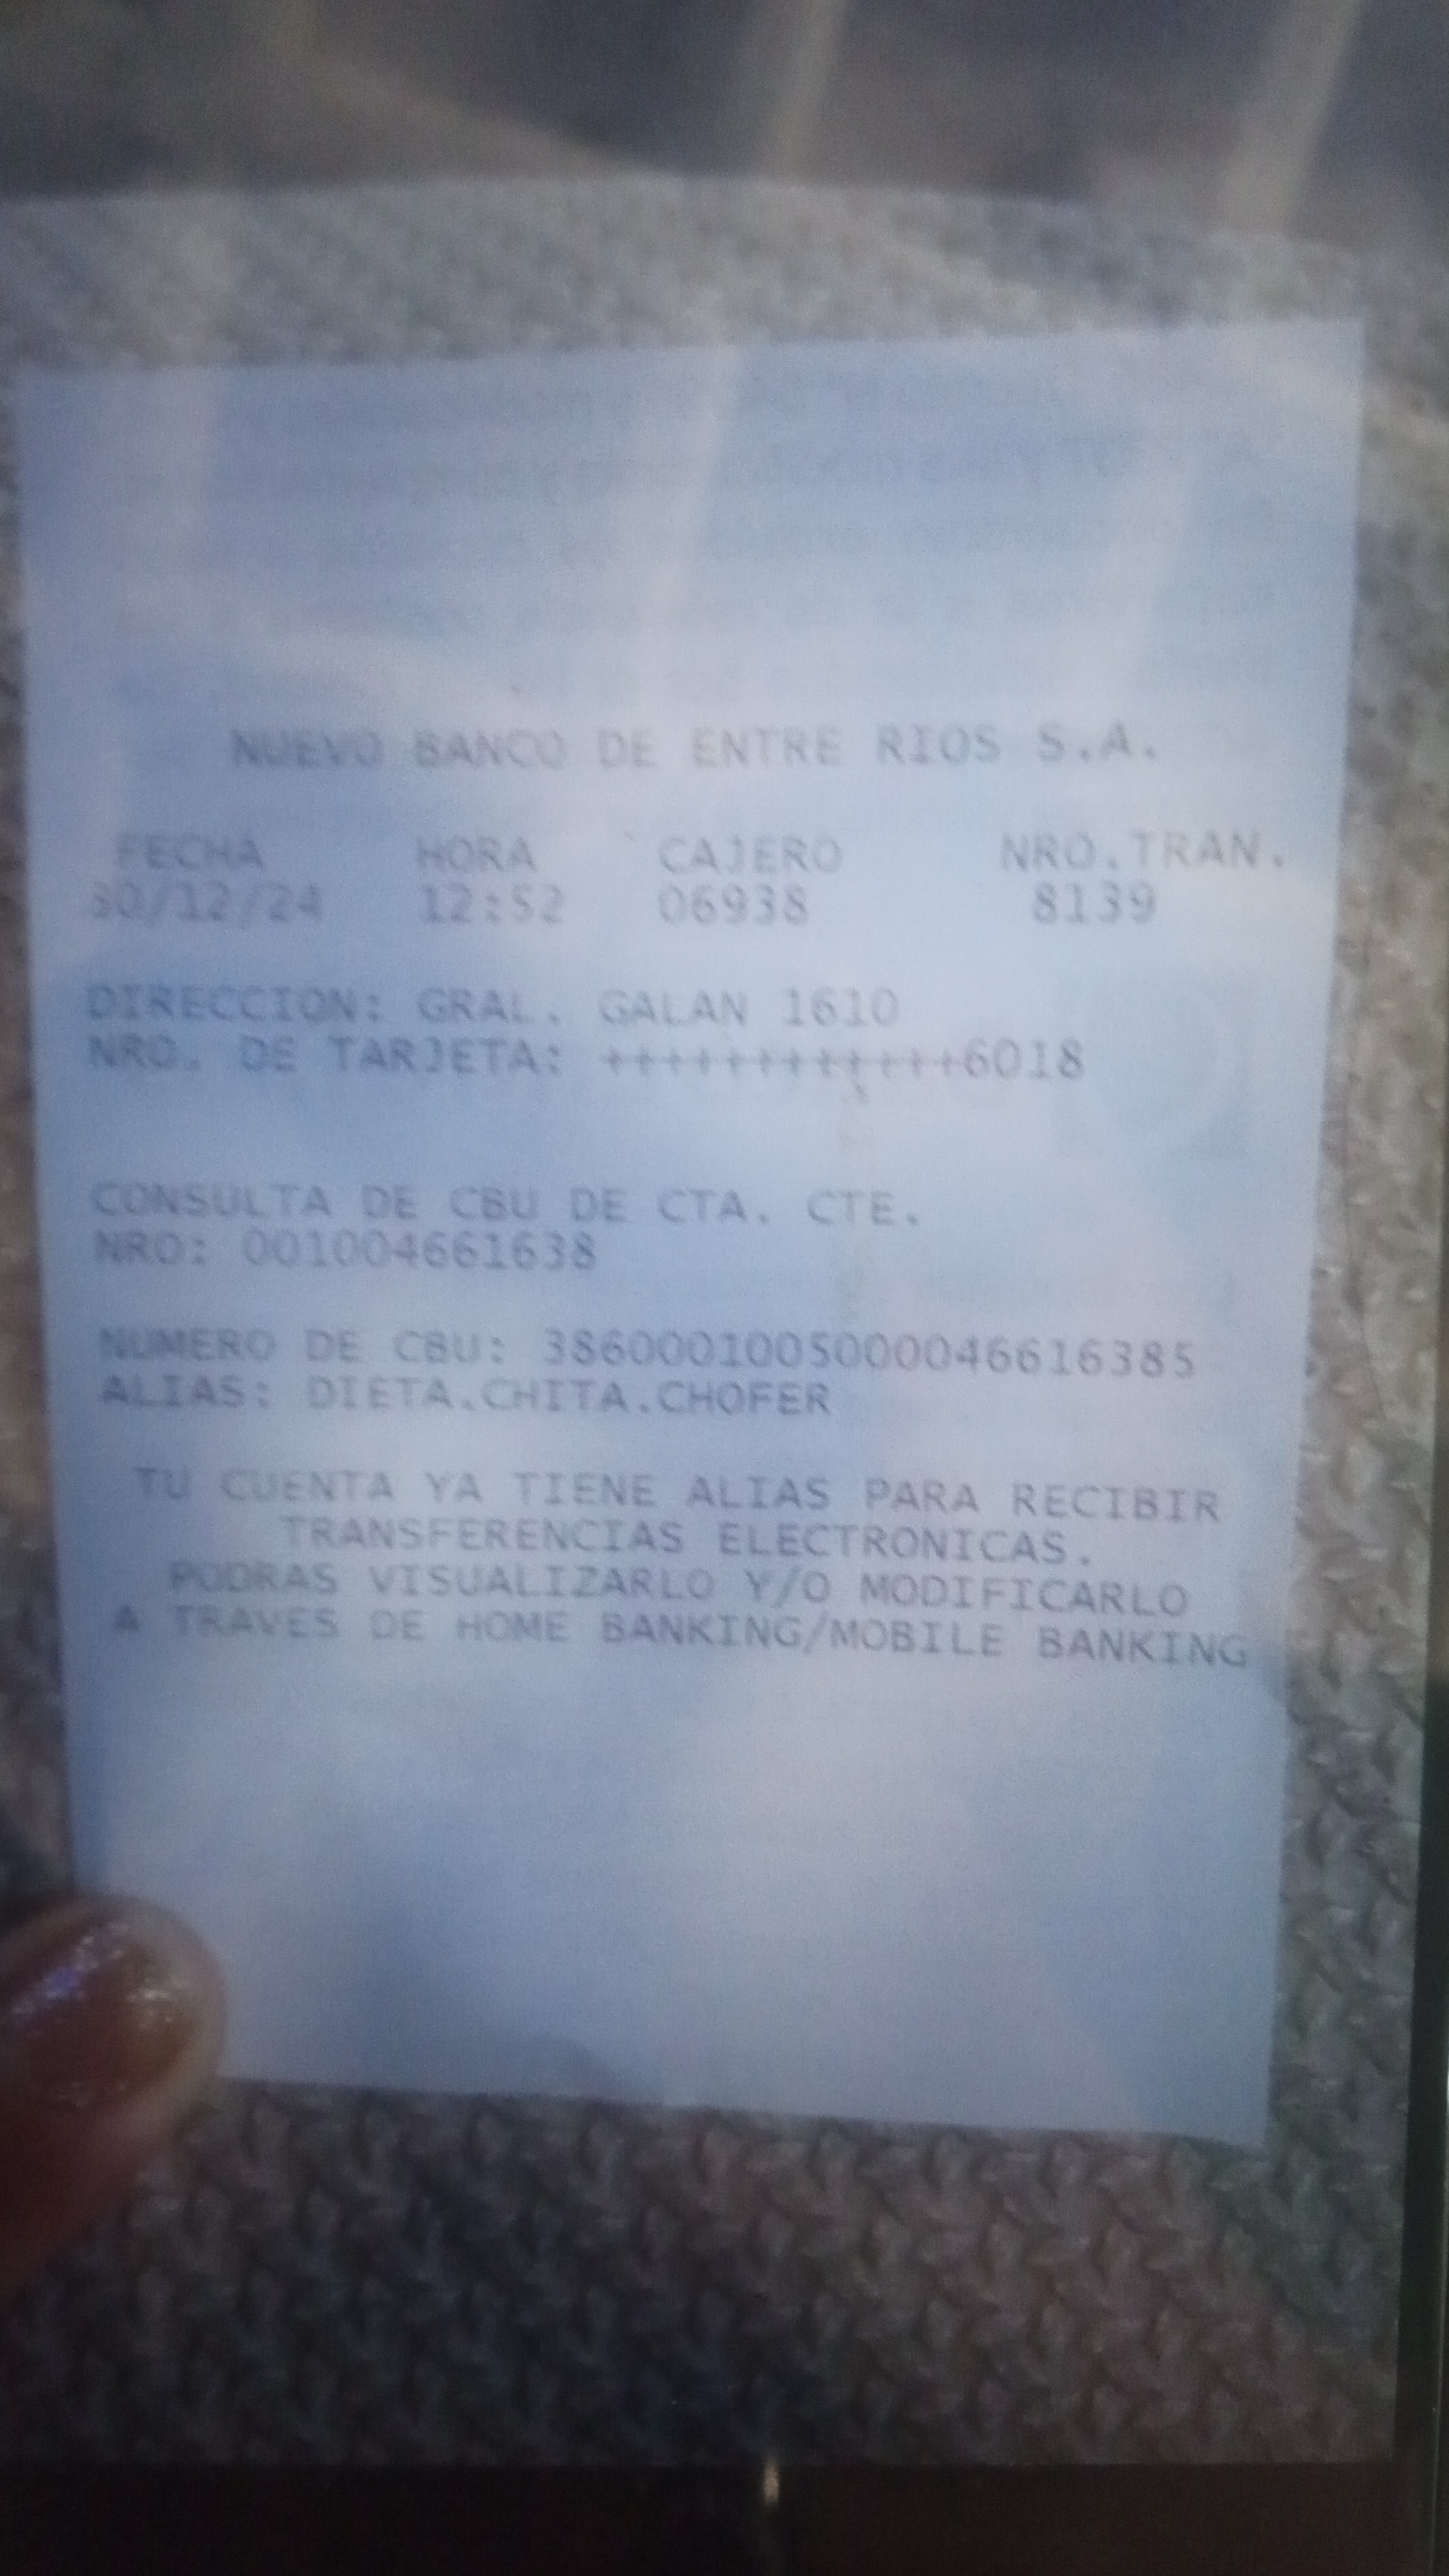 NUEVO BANCO DE ENTRE RIOS S.A.
FECHA HORA CAJERO NRO.TRAN.
30/12/24 12:52 06938 8139
DIRECCION: GRAL. GALAN 1610
NRO. DE TARJETA: ++++++++++++6018
CONSULTA DE CBU DE CTA. CTE.
NRO: 001004661638
NUMERO DE CBU: 3860001005000046616385
ALIAS: DIETA.CHITA.CHOFER
TU CUENTA YA TIENE ALIAS PARA RECIBIR
TRANSFERENCIAS ELECTRONICAS.
PODRAS VISUALIZARLO Y/O MODIFICARLO
A TRAVES DE HOME BANKING/MOBILE BANKING